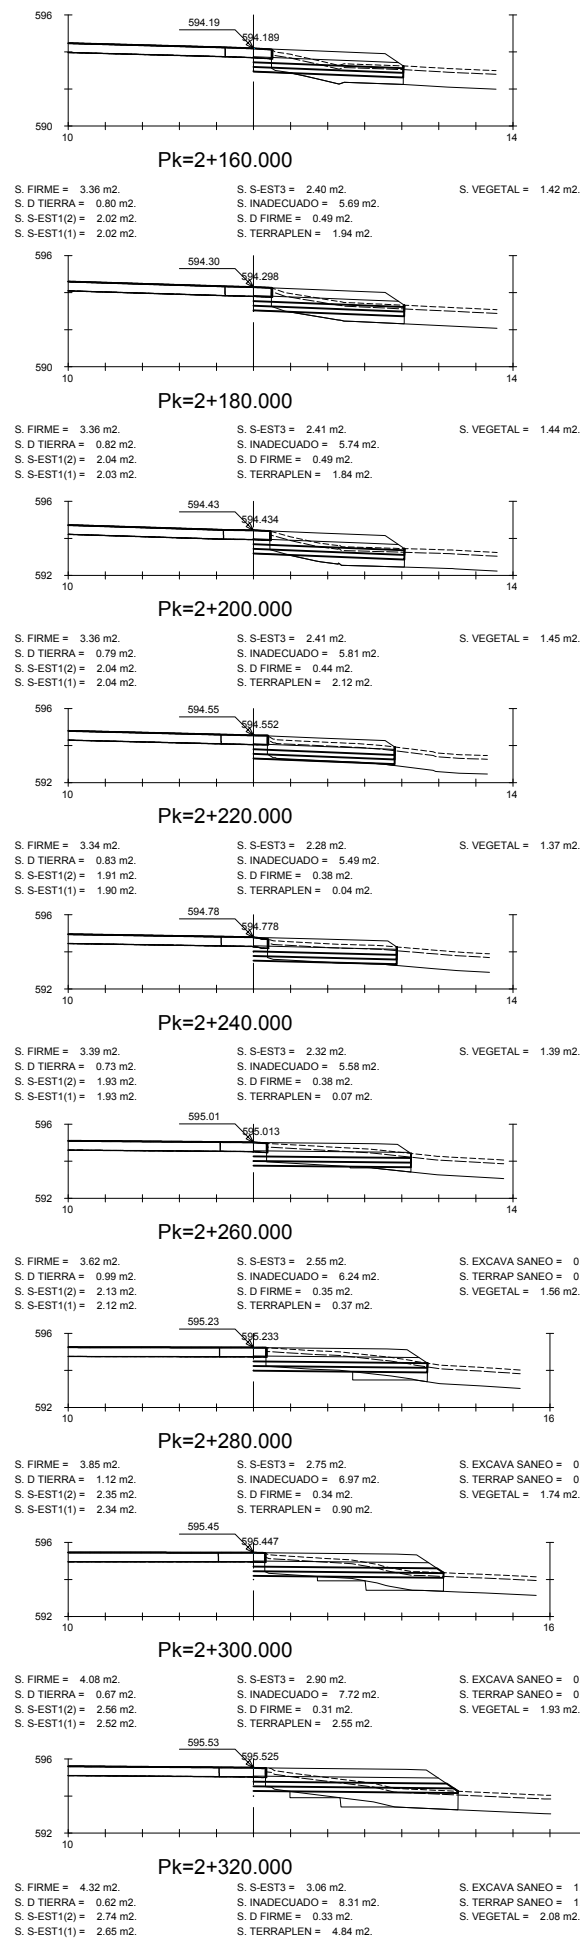 596
594.19
594.189
590
10
14
Pk=2+160.000
S. FIRME = 3.36 m2.
S. S-EST3 = 2.40 m2.
S. VEGETAL = 1.42 m2.
S. D TIERRA = 0.80 m2.
S. INADECUADO = 5.69 m2.
S. S-EST1(2) = 2.02 m2.
S. D FIRME = 0.49 m2.
S. S-EST1(1) = 2.02 m2.
S. TERRAPLEN = 1.94 m2.
596
594.30
594.298
590
10
14
Pk=2+180.000
S. FIRME = 3.36 m2.
S. S-EST3 = 2.41 m2.
S. VEGETAL = 1.44 m2.
S. D TIERRA = 0.82 m2.
S. INADECUADO = 5.74 m2.
S. S-EST1(2) = 2.04 m2.
S. D FIRME = 0.49 m2.
S. S-EST1(1) = 2.03 m2.
S. TERRAPLEN = 1.84 m2.
596
594.43
594.434
592
10
14
Pk=2+200.000
S. FIRME = 3.36 m2.
S. S-EST3 = 2.41 m2.
S. VEGETAL = 1.45 m2.
S. D TIERRA = 0.79 m2.
S. INADECUADO = 5.81 m2.
S. S-EST1(2) = 2.04 m2.
S. D FIRME = 0.44 m2.
S. S-EST1(1) = 2.04 m2.
S. TERRAPLEN = 2.12 m2.
596
594.55
594.552
592
10
14
Pk=2+220.000
S. FIRME = 3.34 m2.
S. S-EST3 = 2.28 m2.
S. VEGETAL = 1.37 m2.
S. D TIERRA = 0.83 m2.
S. INADECUADO = 5.49 m2.
S. S-EST1(2) = 1.91 m2.
S. D FIRME = 0.38 m2.
S. S-EST1(1) = 1.90 m2.
S. TERRAPLEN = 0.04 m2.
596
594.78
594.778
592
10
14
Pk=2+240.000
S. FIRME = 3.39 m2.
S. S-EST3 = 2.32 m2.
S. VEGETAL = 1.39 m2.
S. D TIERRA = 0.73 m2.
S. INADECUADO = 5.58 m2.
S. S-EST1(2) = 1.93 m2.
S. D FIRME = 0.38 m2.
S. S-EST1(1) = 1.93 m2.
S. TERRAPLEN = 0.07 m2.
596
595.01
595.013
592
10
14
Pk=2+260.000
S. FIRME = 3.62 m2.
S. S-EST3 = 2.55 m2.
S. EXCAVA SANEO = 0
S. D TIERRA = 0.99 m2.
S. INADECUADO = 6.24 m2.
S. TERRAP SANEO = 0
S. S-EST1(2) = 2.13 m2.
S. D FIRME = 0.35 m2.
S. VEGETAL = 1.56 m2.
S. S-EST1(1) = 2.12 m2.
S. TERRAPLEN = 0.37 m2.
596
595.23
595.233
592
10
16
Pk=2+280.000
S. FIRME = 3.85 m2.
S. S-EST3 = 2.75 m2.
S. EXCAVA SANEO = 0
S. D TIERRA = 1.12 m2.
S. INADECUADO = 6.97 m2.
S. TERRAP SANEO = 0
S. S-EST1(2) = 2.35 m2.
S. D FIRME = 0.34 m2.
S. VEGETAL = 1.74 m2.
S. S-EST1(1) = 2.34 m2.
S. TERRAPLEN = 0.90 m2.
596
595.45
595.447
592
10
16
Pk=2+300.000
S. FIRME = 4.08 m2.
S. S-EST3 = 2.90 m2.
S. EXCAVA SANEO = 0
S. D TIERRA = 0.67 m2.
S. INADECUADO = 7.72 m2.
S. TERRAP SANEO = 0
S. S-EST1(2) = 2.56 m2.
S. D FIRME = 0.31 m2.
S. VEGETAL = 1.93 m2.
S. S-EST1(1) = 2.52 m2.
S. TERRAPLEN = 2.55 m2.
596
595.53
595.525
592
10
16
Pk=2+320.000
S. FIRME = 4.32 m2.
S. S-EST3 = 3.06 m2.
S. EXCAVA SANEO = 1
S. D TIERRA = 0.62 m2.
S. INADECUADO = 8.31 m2.
S. TERRAP SANEO = 1
S. S-EST1(2) = 2.74 m2.
S. D FIRME = 0.33 m2.
S. VEGETAL = 2.08 m2.
S. S-EST1(1) = 2.65 m2.
S. TERRAPLEN = 4.84 m2.